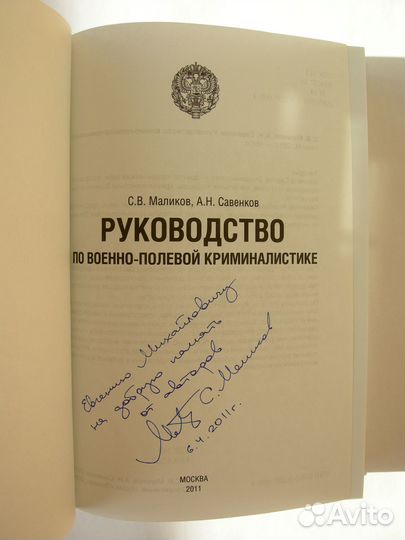 С.В. Маликов, А.Н. Савенков
РУКОВОДСТВО
ПО ВОЕННО-ПОЛЕВОЙ КРИМИНАЛИСТИКЕ
Евгению Михайловичу
на добрую память
от авторов
С. Маликов
6.4.2011г.
МОСКВА
2011
Avito